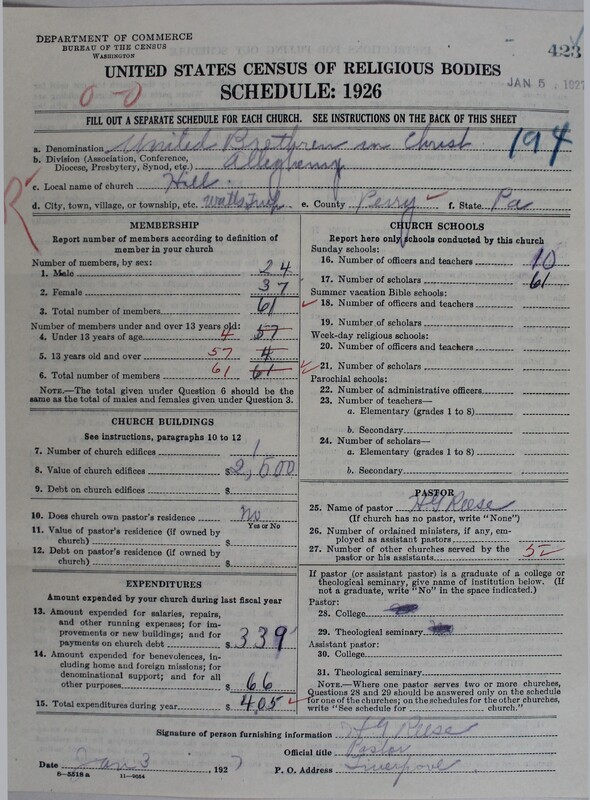 DEPARTMENT OF COMMERCE
BUREAU OF THE CENSUS
WASHINGTON
423
UNITED STATES CENSUS OF RELIGIOUS BODIES
SCHEDULE: 1926
JAN 5, 1927
0-0
FILL OUT A SEPARATE SCHEDULE FOR EACH CHURCH. SEE INSTRUCTIONS ON THE BACK OF THIS SHEET
a. Denomination United Brethren in Christ 194
b. Division (Association, Conference, Diocese, Presbytery, Synod, etc.) Allegheny
c. Local name of church Hill
R
d. City, town, village, or township, etc. Watts Twp e. County Perry f. State Pa
MEMBERSHIP
Report number of members according to definition of member in your church
Number of members, by sex:
1. Male 24
2. Female 37
3. Total number of members 61
Number of members under and over 13 years old:
4. Under 13 years of age 4 57
5. 13 years old and over 57 4
6. Total number of members 61 61
NOTE.—The total given under Question 6 should be the same as the total of males and females given under Question 3.
CHURCH BUILDINGS
See instructions, paragraphs 10 to 12
7. Number of church edifices 1
8. Value of church edifices $2,500
9. Debt on church edifices $
10. Does church own pastor's residence No
Yes or No
11. Value of pastor's residence (if owned by church) $
12. Debt on pastor's residence (if owned by church) $
EXPENDITURES
Amount expended by your church during last fiscal year
13. Amount expended for salaries, repairs, and other running expenses; for improvements or new buildings; and for payments on church debt $339
14. Amount expended for benevolences, including home and foreign missions; for denominational support; and for all other purposes $66
15. Total expenditures during year $405
CHURCH SCHOOLS
Report here only schools conducted by this church
Sunday schools:
16. Number of officers and teachers 10
17. Number of scholars 61
Summer vacation Bible schools:
18. Number of officers and teachers
19. Number of scholars
Week-day religious schools:
20. Number of officers and teachers
21. Number of scholars
Parochial schools:
22. Number of administrative officers
23. Number of teachers—
a. Elementary (grades 1 to 8)
b. Secondary
24. Number of scholars—
a. Elementary (grades 1 to 8)
b. Secondary
PASTOR
25. Name of pastor H G Reese
(If church has no pastor, write "None")
26. Number of ordained ministers, if any, employed as assistant pastors
27. Number of other churches served by the pastor or his assistants 5
If pastor (or assistant pastor) is a graduate of a college or theological seminary, give name of institution below. (If not a graduate, write "No" in the space indicated.)
Pastor:
28. College
29. Theological seminary
Assistant pastor:
30. College
31. Theological seminary
NOTE.—Where one pastor serves two or more churches, Questions 28 and 29 should be answered only on the schedule for one of the churches; on the schedules for the other churches, write "See schedule for church."
Signature of person furnishing information H G Reese
Official title Pastor
Date Jan 3, 1927 P. O. Address Liverpool
8-5518 a 11-9054